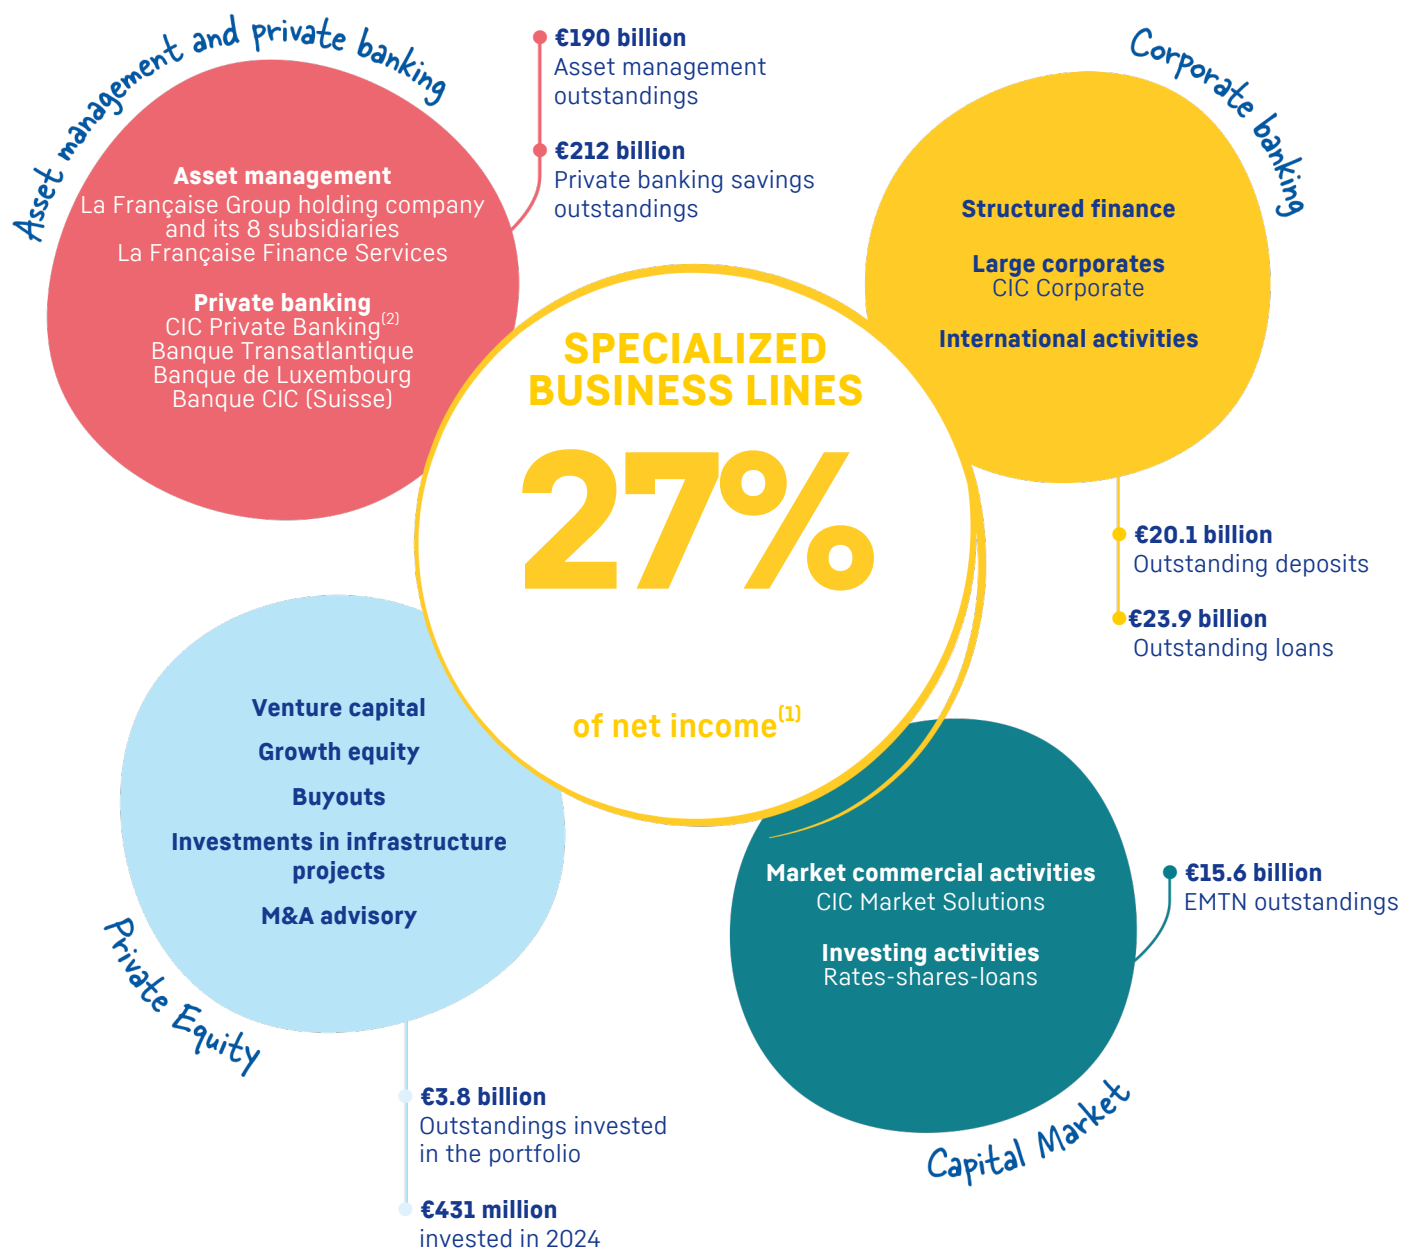 Asset management and private banking
€190 billion
Asset management
outstandings
€212 billion
Private banking savings
outstandings
Asset management
La Française Group holding company
and its 8 subsidiaries
La Française Finance Services
Private banking
CIC Private Banking(2)
Banque Transatlantique
Banque de Luxembourg
Banque CIC (Suisse)
Corporate banking
Structured finance
Large corporates
CIC Corporate
International activities
€20.1 billion
Outstanding deposits
€23.9 billion
Outstanding loans
SPECIALIZED
BUSINESS LINES
27%
of net income(1)
Venture capital
Growth equity
Buyouts
Investments in infrastructure
projects
M&A advisory
Private Equity
€3.8 billion
Outstandings invested
in the portfolio
€431 million
invested in 2024
Market commercial activities
CIC Market Solutions
Investing activities
Rates-shares-loans
€15.6 billion
EMTN outstandings
Capital Market